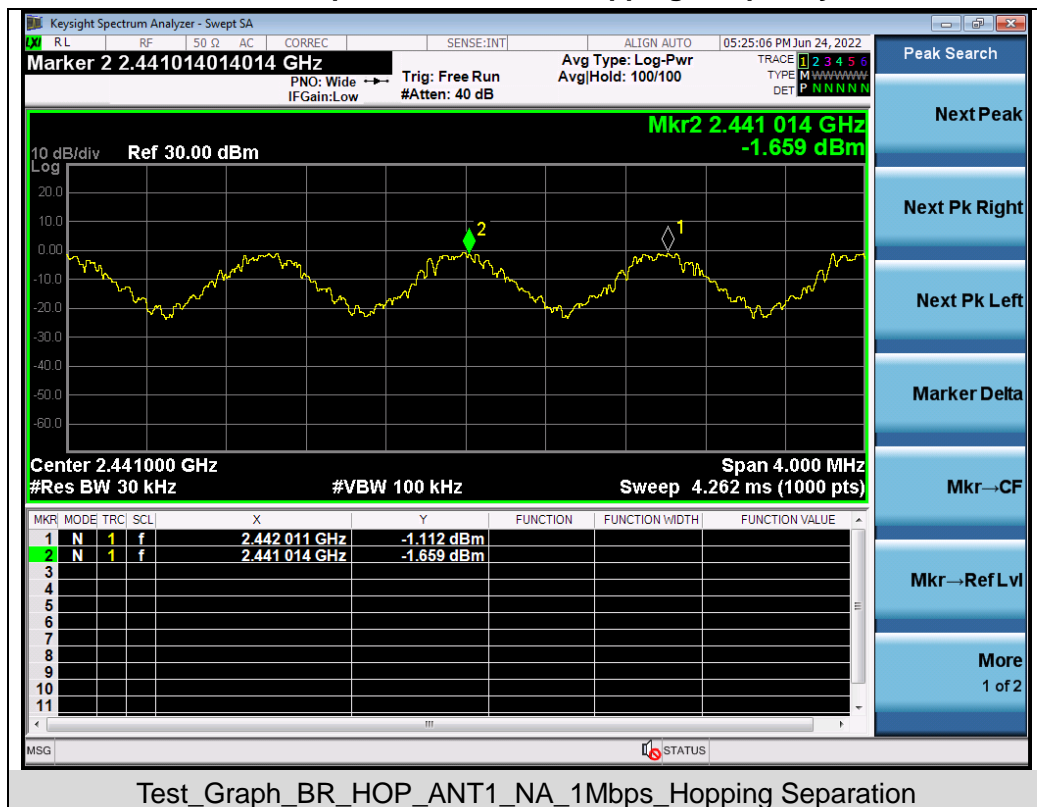 Keysight Spectrum Analyzer - Swept SA
LXI RL RF 50 Ω AC CORREC SENSE:INT ALIGN AUTO 05:25:06 PM Jun 24, 2022
Marker 2 2.441014014014 GHz
PNO: Wide
IFGain:Low
Trig: Free Run
#Atten: 40 dB
Avg Type: Log-Pwr
Avg|Hold: 100/100
TRACE 1 2 3 4 5 6
TYPE M WWWWW
DET P N N N N N
Mkr2 2.441 014 GHz
-1.659 dBm
10 dB/div Ref 30.00 dBm
Log
20.0
10.0
0.00
-10.0
-20.0
-30.0
-40.0
-50.0
-60.0
2
1
Center 2.441000 GHz Span 4.000 MHz
#Res BW 30 kHz #VBW 100 kHz Sweep 4.262 ms (1000 pts)
MKR MODE TRC SCL X Y FUNCTION FUNCTION WIDTH FUNCTION VALUE
1 N 1 f 2.442 011 GHz -1.112 dBm
2 N 1 f 2.441 014 GHz -1.659 dBm
3
4
5
6
7
8
9
10
11
MSG STATUS
Peak Search
Next Peak
Next Pk Right
Next Pk Left
Marker Delta
Mkr→CF
Mkr→Ref Lvl
More
1 of 2
Test_Graph_BR_HOP_ANT1_NA_1Mbps_Hopping Separation